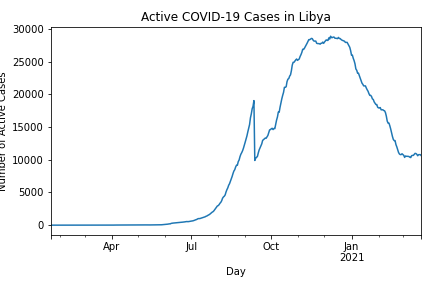 Active COVID-19 Cases in Libya
Number of Active Cases
30000
25000
20000
15000
10000
5000
0
Apr
Jul
Oct
Jan
2021
Day